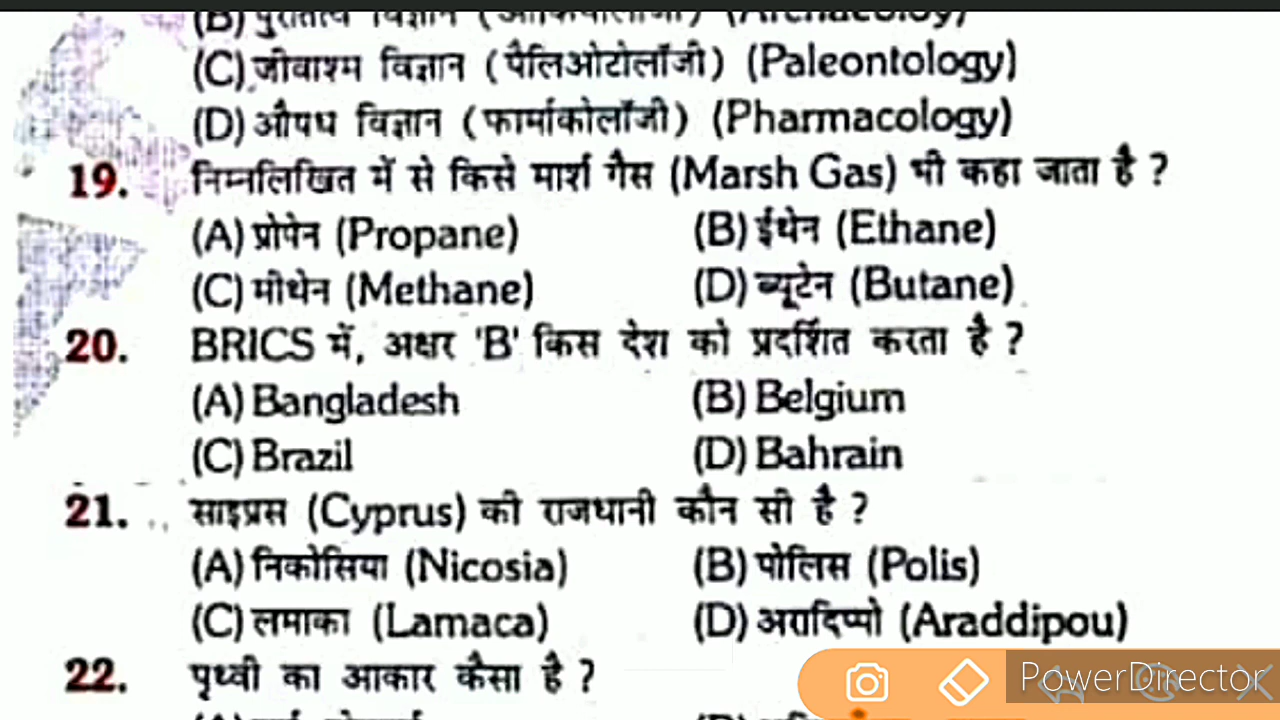 (C) जीवाश्म विज्ञान (पैलिओटोलॉजी) (Paleontology)
(D) औषध विज्ञान (फार्माकोलॉजी) (Pharmacology)
19. निम्नलिखित में से किसे मार्श गैस (Marsh Gas) भी कहा जाता है ?
(A) प्रोपेन (Propane) (B) ईथेन (Ethane)
(C) मीथेन (Methane) (D) ब्यूटेन (Butane)
20. BRICS में, अक्षर 'B' किस देश को प्रदर्शित करता है ?
(A) Bangladesh (B) Belgium
(C) Brazil (D) Bahrain
21. साइप्रस (Cyprus) की राजधानी कौन सी है ?
(A) निकोसिया (Nicosia) (B) पोलिस (Polis)
(C) लमाका (Lamaca) (D) अरादिप्पो (Araddipou)
22. पृथ्वी का आकार कैसा है ?
PowerDirector